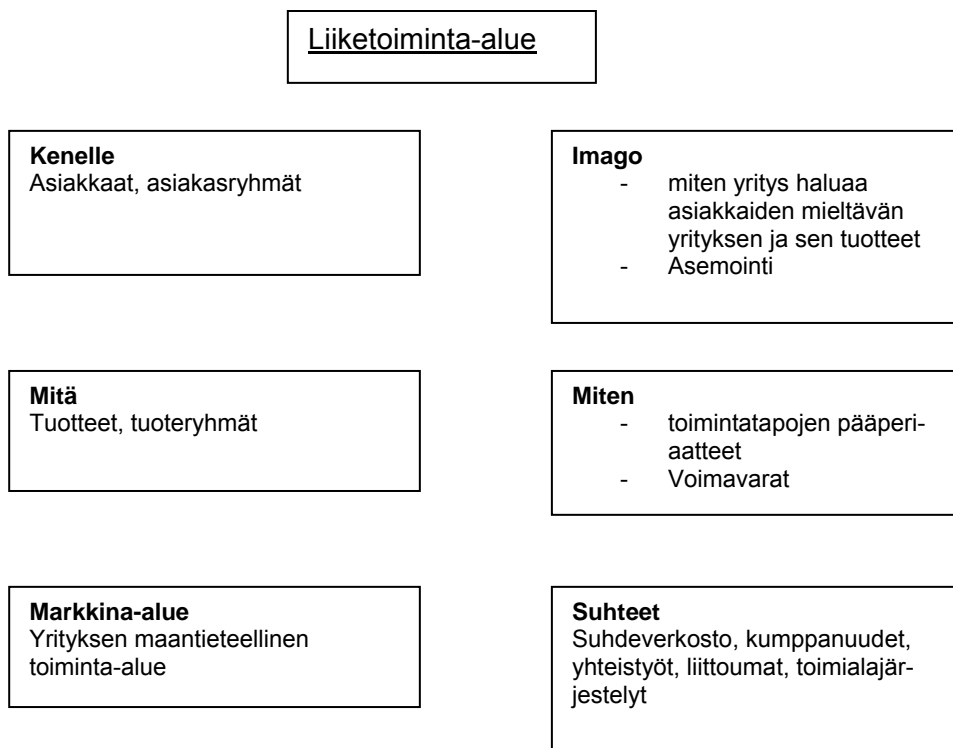 Liiketoiminta-alue
Kenelle
Asiakkaat, asiakasryhmät
Imago
- miten yritys haluaa
asiakkaiden mieltävän
yrityksen ja sen tuotteet
- Asemointi
Mitä
Tuotteet, tuoteryhmät
Miten
- toimintatapojen pääperi-
aatteet
- Voimavarat
Markkina-alue
Yrityksen maantieteellinen
toiminta-alue
Suhteet
Suhdeverkosto, kumppanuudet,
yhteistyöt, liittoumat, toimialajär-
jestelyt